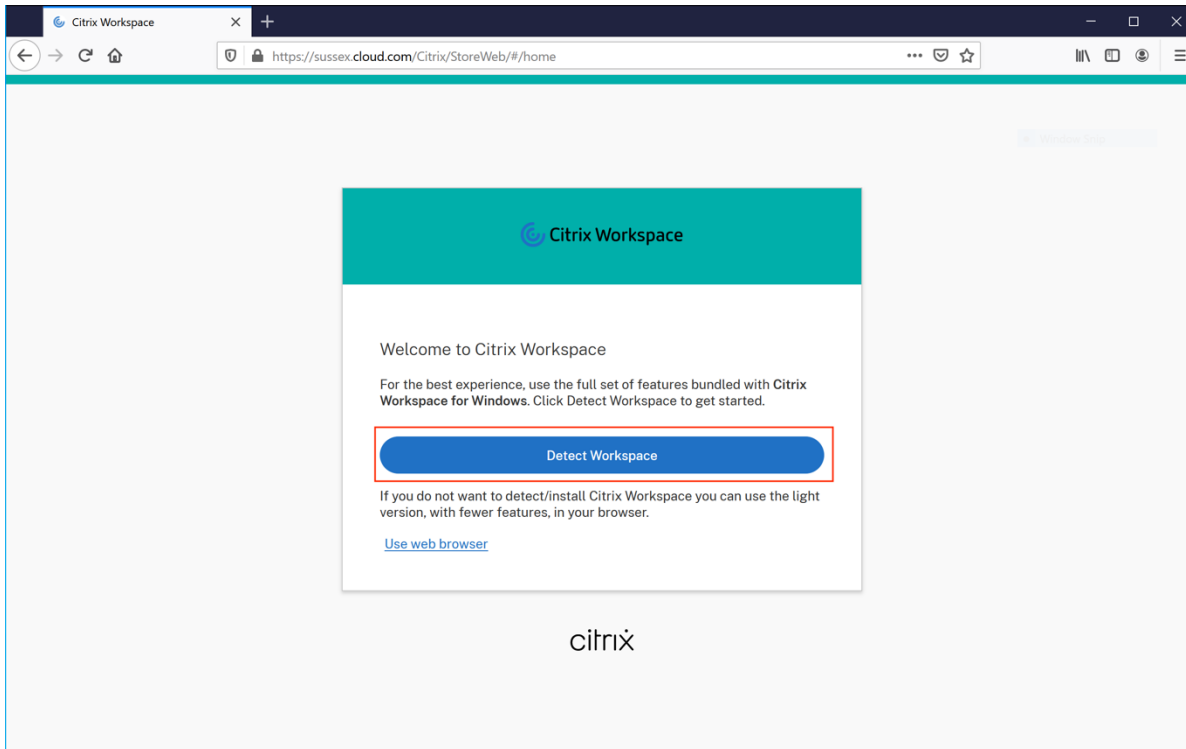 Citrix Workspace
https://sussex.cloud.com/Citrix/StoreWeb/#/home
Citrix Workspace
Welcome to Citrix Workspace
For the best experience, use the full set of features bundled with Citrix
Workspace for Windows. Click Detect Workspace to get started.
Detect Workspace
If you do not want to detect/install Citrix Workspace you can use the light
version, with fewer features, in your browser.
Use web browser
citrix